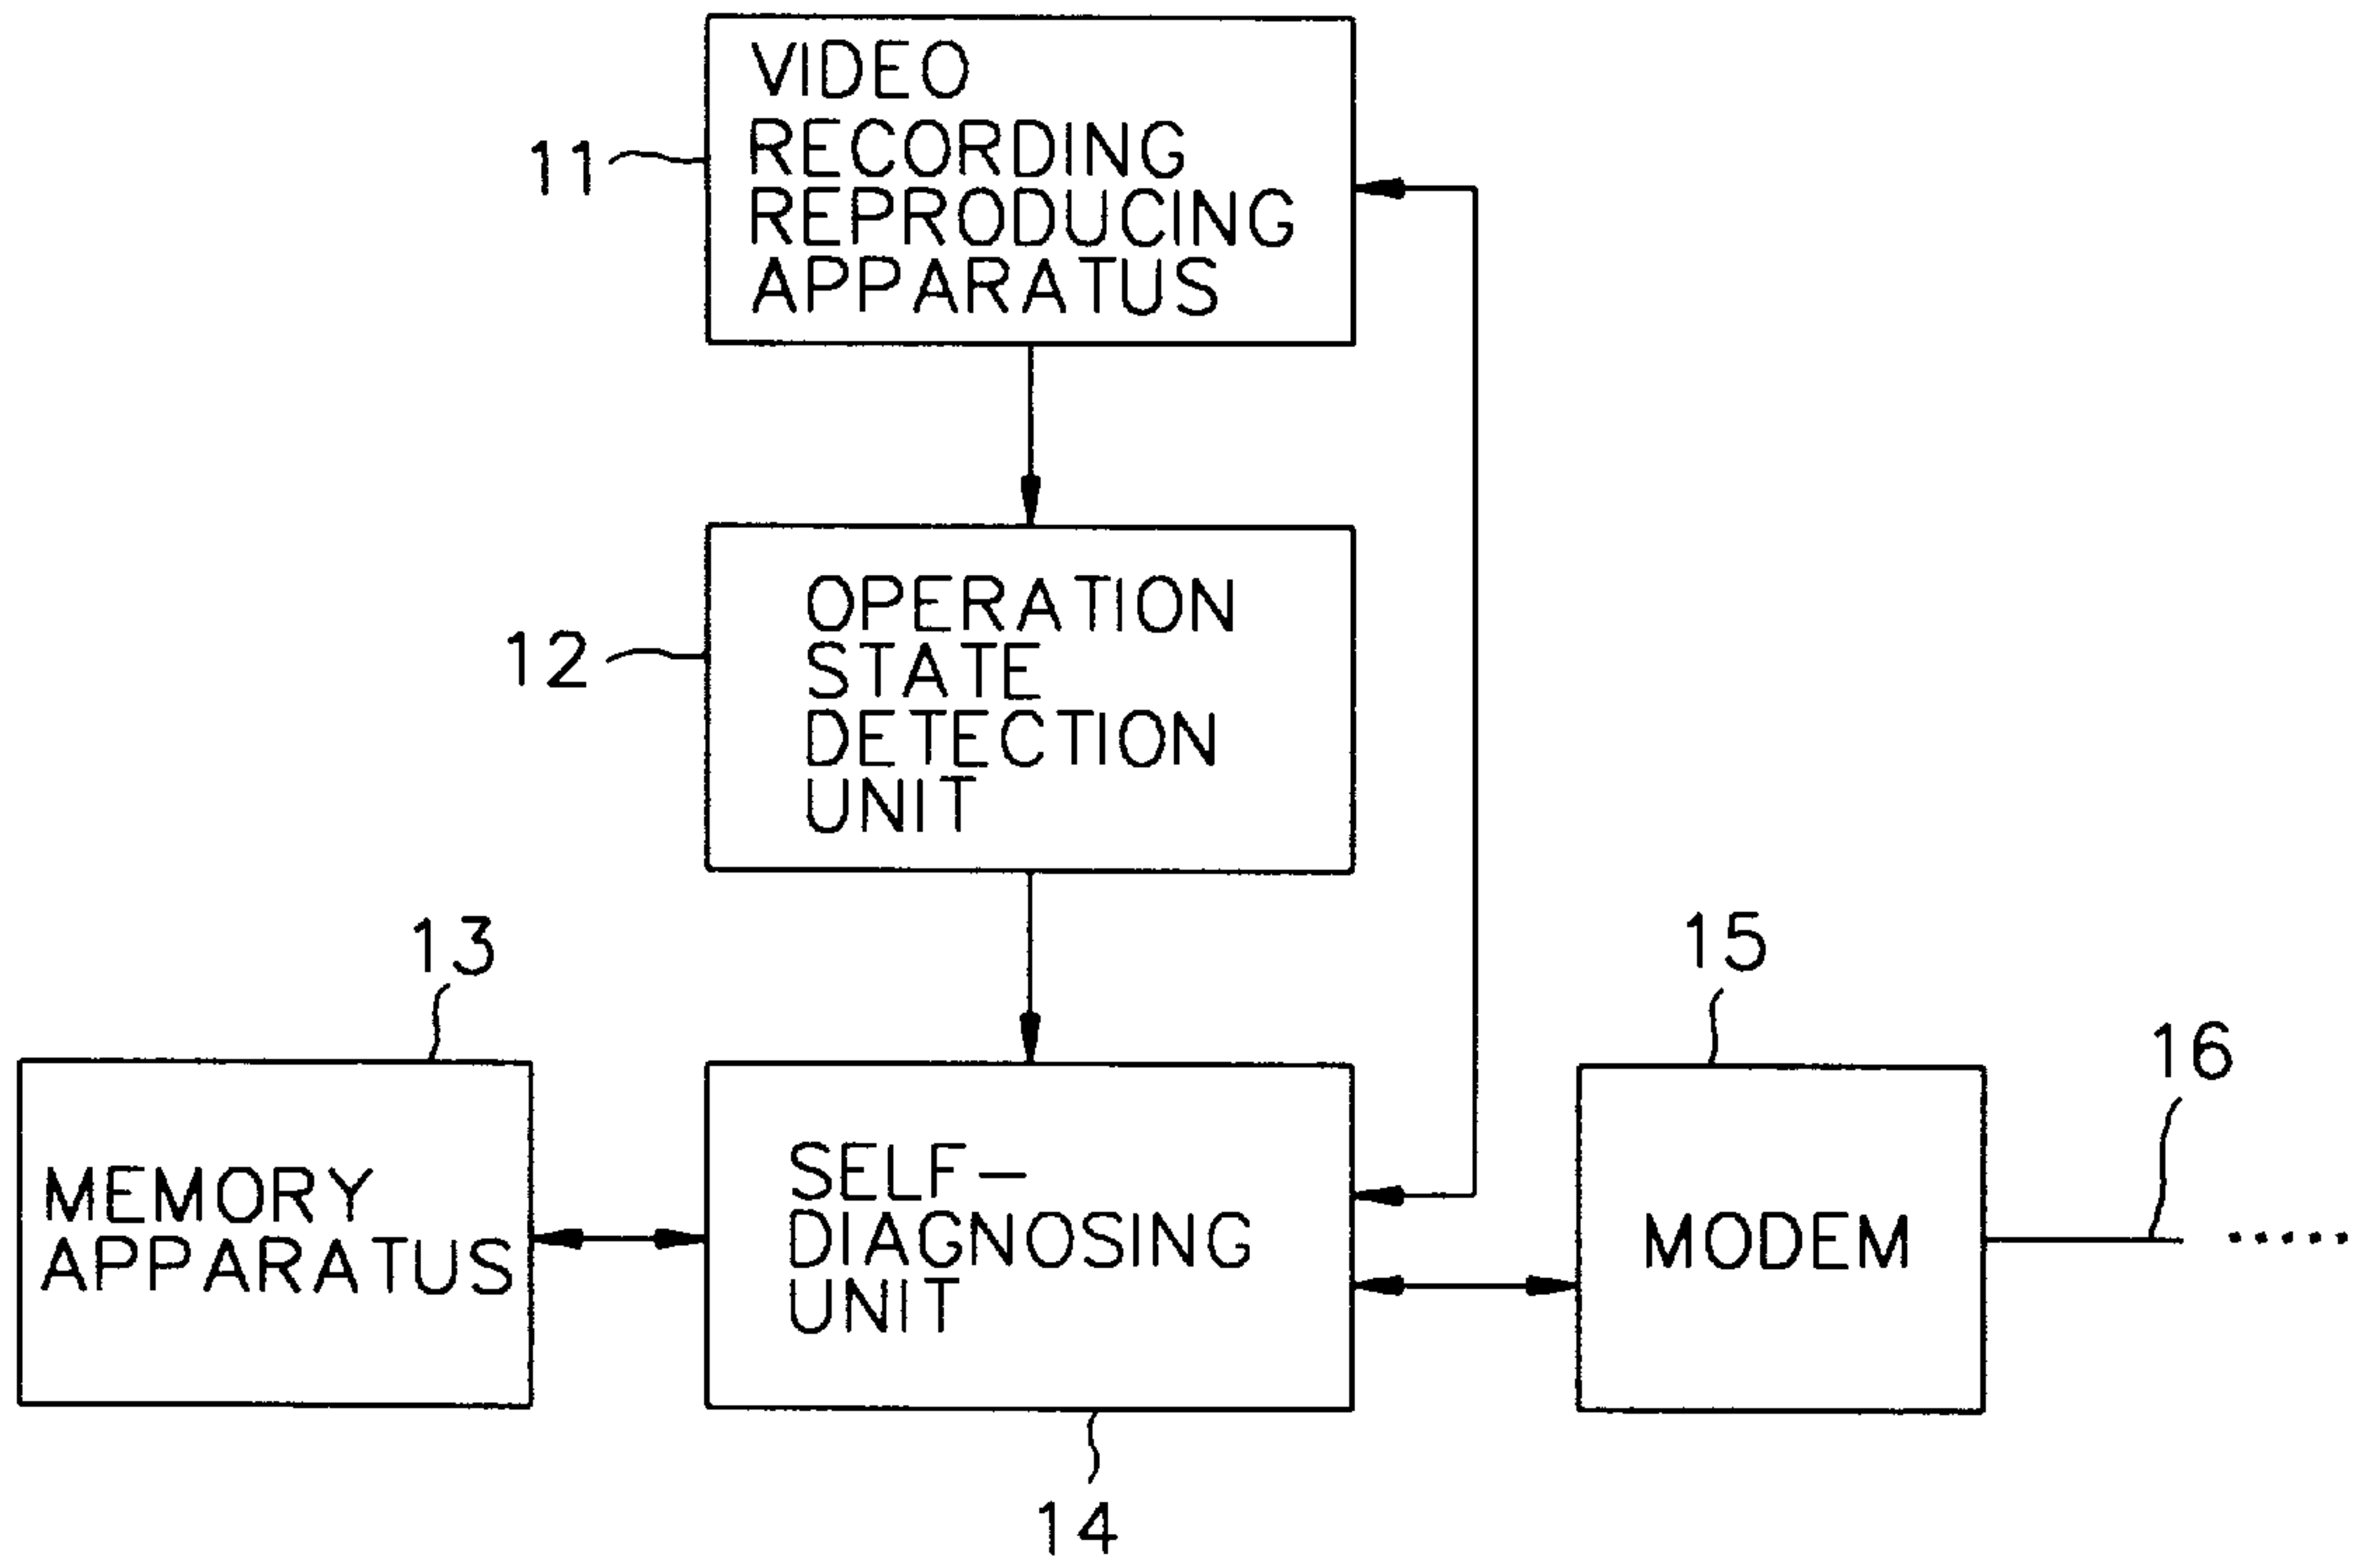 VIDEO
RECORDING
REPRODUCING
APPARATUS
11
OPERATION
STATE
DETECTION
UNIT
12
13
MEMORY
APPARATUS
SELF-
DIAGNOSING
UNIT
14
15
MODEM
16